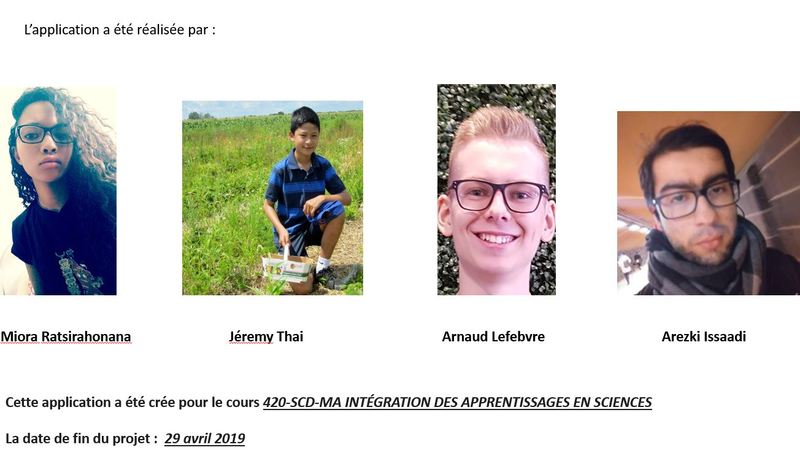 L’application a été réalisée par :
Miora Ratsirahonana
Jéremy Thai
Arnaud Lefebvre
Arezki Issaadi
Cette application a été crée pour le cours 420-SCD-MA INTÉGRATION DES APPRENTISSAGES EN SCIENCES
La date de fin du projet : 29 avril 2019